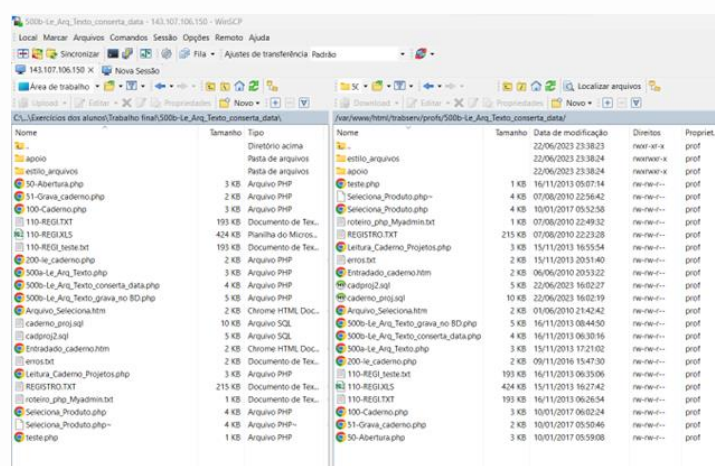 500b-Le_Arq_Texto_conserta_data - 143.107.106.150 - WinSCP
Local Marcar Arquivos Comandos Sessão Opções Remoto Ajuda
Sincronizar Fila Ajustes de transferência Padrão
143.107.106.150 × Nova Sessão
Área de trabalho Localizar arquivos
Upload Editar Propriedades Novo Download Editar Propriedades Novo
C:\...\Exercícios dos alunos\Trabalho final\500b-Le_Arq_Texto_conserta_data\ /var/www/html/trabserv/profs/500b-Le_Arq_Texto_conserta_data/
Nome Tamanho Tipo Nome Tamanho Data de modificação Direitos Propriet.
.. Diretório acima .. 22/06/2023 23:38:23 rwxr-xr-x prof
apoio Pasta de arquivos estilo_arquivos 22/06/2023 23:38:24 rwxrwxr-x prof
estilo_arquivos Pasta de arquivos apoio 22/06/2023 23:38:24 rwxrwxr-x prof
50-Abertura.php 3 KB Arquivo PHP teste.php 1 KB 16/11/2013 05:07:14 rw-rw-r-- prof
51-Grava_caderno.php 2 KB Arquivo PHP Seleciona_Produto.php~ 4 KB 07/08/2010 22:56:42 rw-rw-r-- prof
100-Caderno.php 3 KB Arquivo PHP Seleciona_Produto.php 4 KB 10/01/2017 05:52:58 rw-rw-r-- prof
110-REGI.TXT 193 KB Documento de Tex... roteiro_php_Myadmin.txt 1 KB 07/08/2010 22:49:32 rw-rw-r-- prof
110-REGI.XLS 424 KB Planilha do Micros... REGISTRO.TXT 215 KB 07/08/2010 22:23:28 rw-rw-r-- prof
110-REGI_teste.txt 193 KB Documento de Tex... Leitura_Caderno_Projetos.php 3 KB 15/11/2013 16:55:54 rw-rw-r-- prof
200-le_caderno.php 2 KB Arquivo PHP erros.txt 2 KB 15/11/2013 20:51:40 rw-rw-r-- prof
500a-Le_Arq_Texto.php 3 KB Arquivo PHP Entradado_caderno.htm 2 KB 06/06/2010 20:53:22 rw-rw-r-- prof
500b-Le_Arq_Texto_conserta_data.php 4 KB Arquivo PHP cadproj2.sql 5 KB 22/06/2023 16:02:27 rw-rw-r-- prof
500b-Le_Arq_Texto_grava_no BD.php 5 KB Arquivo PHP caderno_proj.sql 10 KB 22/06/2023 16:02:19 rw-rw-r-- prof
Arquivo_Seleciona.htm 2 KB Chrome HTML Doc... Arquivo_Seleciona.htm 2 KB 01/06/2010 21:42:42 rw-rw-r-- prof
caderno_proj.sql 10 KB Arquivo SQL 500b-Le_Arq_Texto_grava_no BD.php 5 KB 16/11/2013 08:44:50 rw-rw-r-- prof
cadproj2.sql 5 KB Arquivo SQL 500b-Le_Arq_Texto_conserta_data.php 4 KB 16/11/2013 06:30:16 rw-rw-r-- prof
Entradado_caderno.htm 2 KB Chrome HTML Doc... 500a-Le_Arq_Texto.php 3 KB 15/11/2013 17:21:02 rw-rw-r-- prof
erros.txt 2 KB Documento de Tex... 200-le_caderno.php 2 KB 09/11/2016 15:47:30 rw-rw-r-- prof
Leitura_Caderno_Projetos.php 3 KB Arquivo PHP 110-REGI_teste.txt 193 KB 16/11/2013 06:35:06 rw-rw-r-- prof
REGISTRO.TXT 215 KB Documento de Tex... 110-REGI.XLS 424 KB 15/11/2013 16:27:42 rw-rw-r-- prof
roteiro_php_Myadmin.txt 1 KB Documento de Tex... 110-REGI.TXT 193 KB 15/11/2013 06:26:54 rw-rw-r-- prof
Seleciona_Produto.php 4 KB Arquivo PHP 100-Caderno.php 3 KB 10/01/2017 06:02:24 rw-rw-r-- prof
Seleciona_Produto.php~ 4 KB Arquivo PHP~ 51-Grava_caderno.php 2 KB 10/01/2017 05:50:46 rw-rw-r-- prof
teste.php 1 KB Arquivo PHP 50-Abertura.php 3 KB 10/01/2017 05:59:08 rw-rw-r-- prof